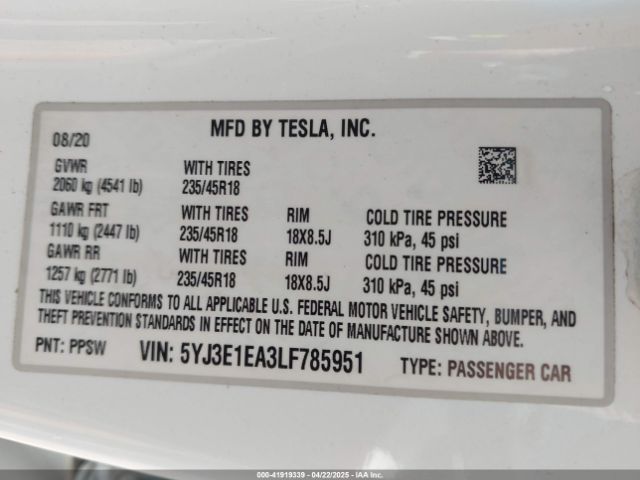 MFD BY TESLA, INC.
08/20
GVWR WITH TIRES
2060 kg (4541 lb) 235/45R18
GAWR FRT WITH TIRES RIM COLD TIRE PRESSURE
1110 kg (2447 lb) 235/45R18 18X8.5J 310 kPa, 45 psi
GAWR RR WITH TIRES RIM COLD TIRE PRESSURE
1257 kg (2771 lb) 235/45R18 18X8.5J 310 kPa, 45 psi
THIS VEHICLE CONFORMS TO ALL APPLICABLE U.S. FEDERAL MOTOR VEHICLE SAFETY, BUMPER, AND
THEFT PREVENTION STANDARDS IN EFFECT ON THE DATE OF MANUFACTURE SHOWN ABOVE.
PNT: PPSW VIN: 5YJ3E1EA3LF785951 TYPE: PASSENGER CAR
000-41919339 - 04/22/2025 - IAAI.COM